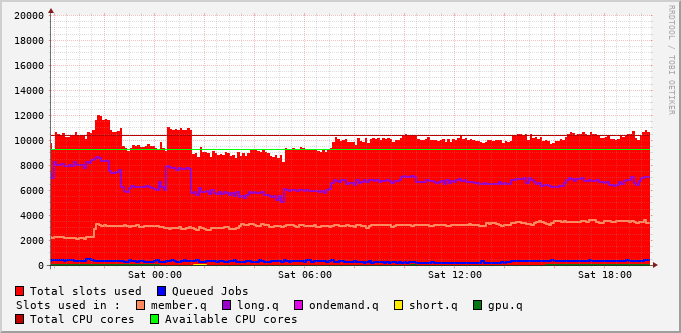 RRDTOOL / TOBI OETIKER
20000
18000
16000
14000
12000
10000
8000
6000
4000
2000
0
Sat 00:00 Sat 06:00 Sat 12:00 Sat 18:00
Total slots used Queued Jobs
Slots used in : member.q long.q ondemand.q short.q gpu.q
Total CPU cores Available CPU cores